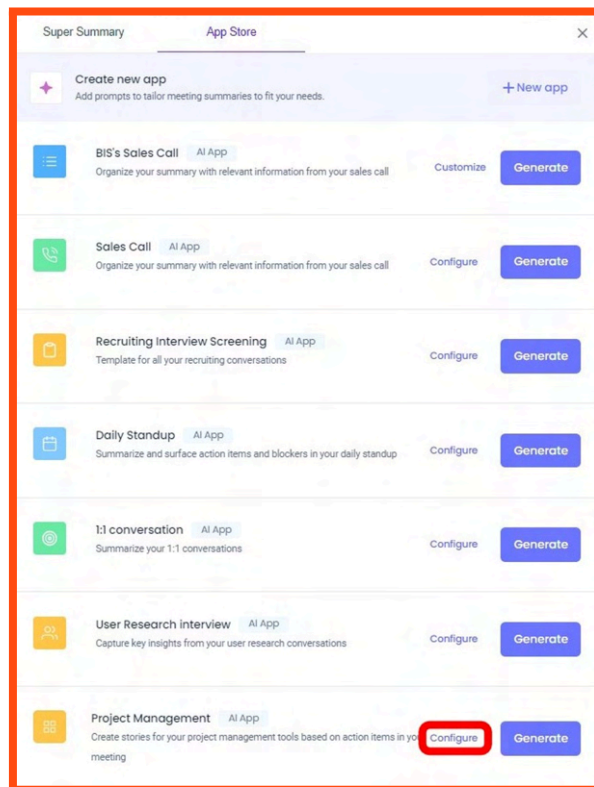 Super Summary
App Store
Create new app
Add prompts to tailor meeting summaries to fit your needs.
+ New app
BIS's Sales Call AI App
Organize your summary with relevant information from your sales call
Customize
Generate
Sales Call AI App
Organize your summary with relevant information from your sales call
Configure
Generate
Recruiting Interview Screening AI App
Template for all your recruiting conversations
Configure
Generate
Daily Standup AI App
Summarize and surface action items and blockers in your daily standup
Configure
Generate
1:1 conversation AI App
Summarize your 1:1 conversations
Configure
Generate
User Research interview AI App
Capture key insights from your user research conversations
Configure
Generate
Project Management AI App
Create stories for your project management tools based on action items in
meeting
Configure
Generate